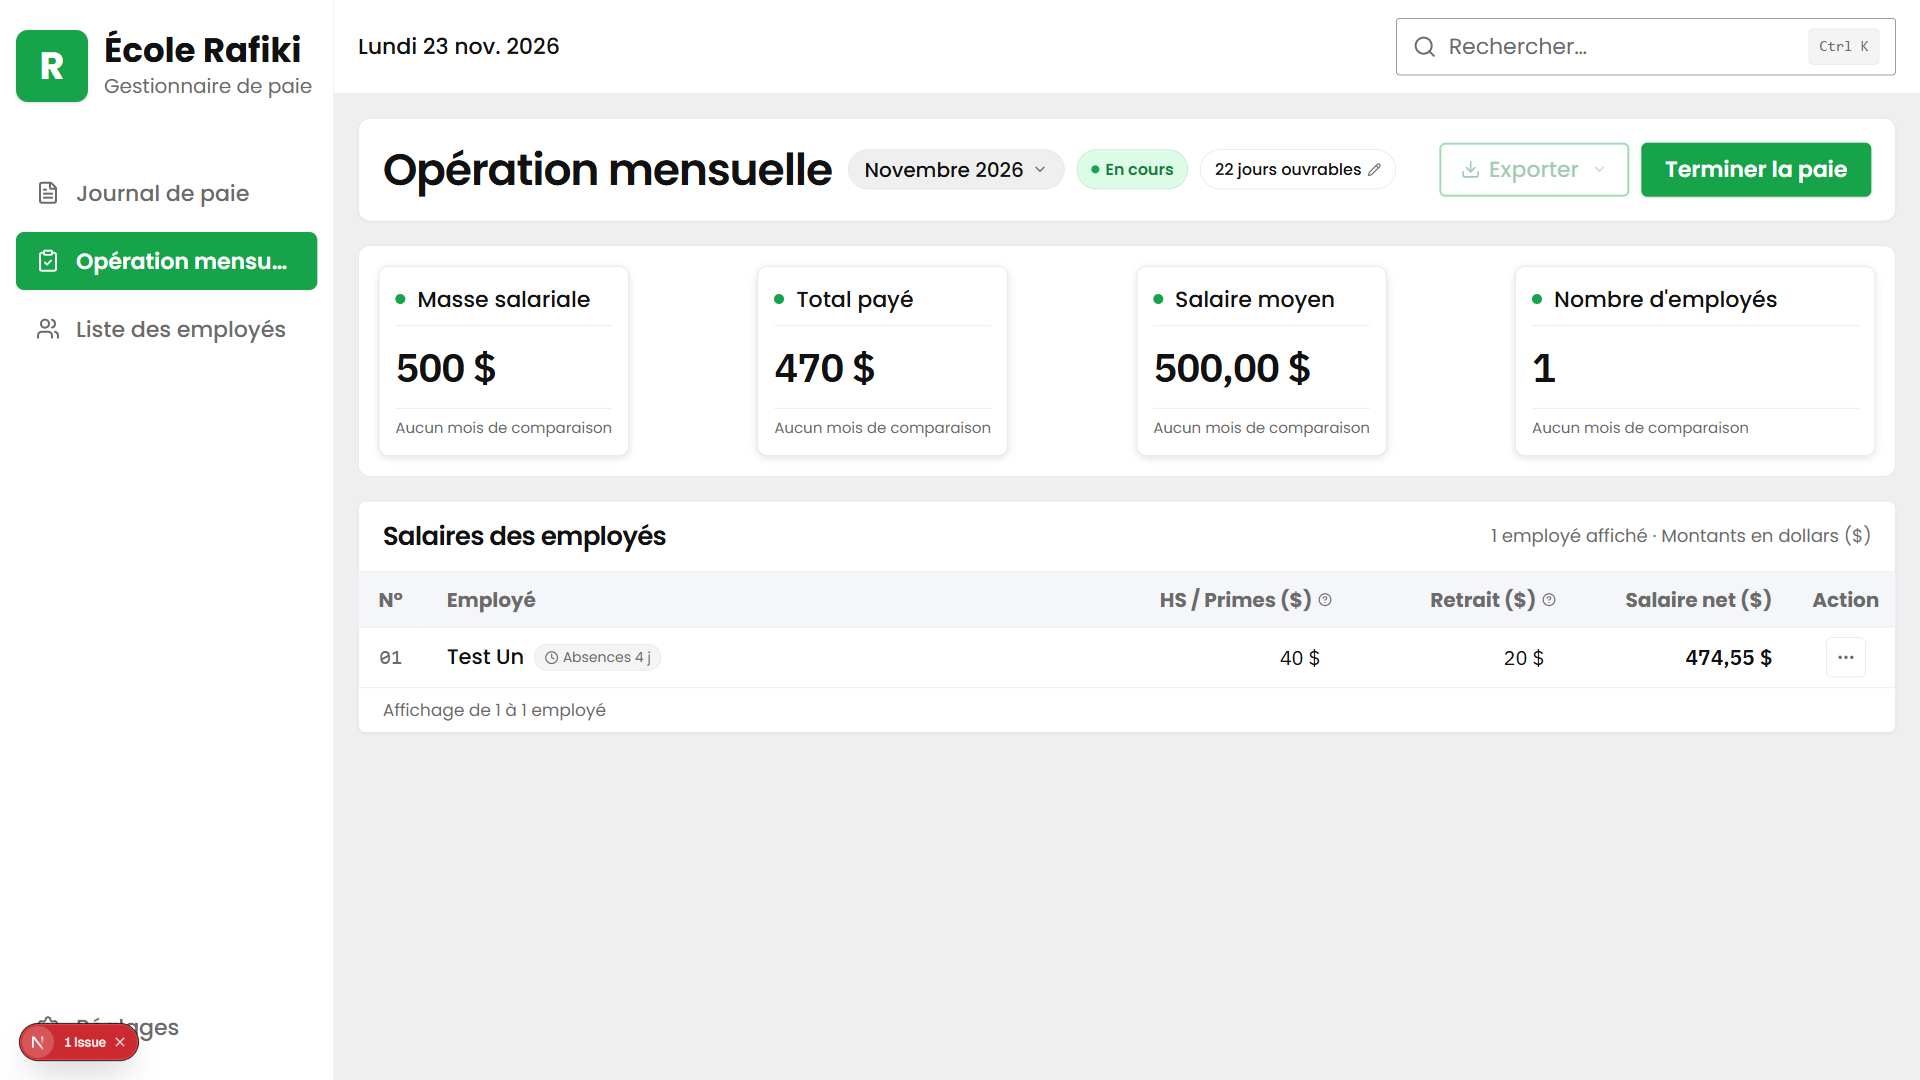 R
École Rafiki
Gestionnaire de paie
Journal de paie
Opération mensu...
Liste des employés
1 Issue
Lundi 23 nov. 2026
Rechercher...
Ctrl K
Opération mensuelle
Novembre 2026
En cours
22 jours ouvrables
Exporter
Terminer la paie
Masse salariale
500 $
Aucun mois de comparaison
Total payé
470 $
Aucun mois de comparaison
Salaire moyen
500,00 $
Aucun mois de comparaison
Nombre d'employés
1
Aucun mois de comparaison
Salaires des employés
1 employé affiché · Montants en dollars ($)
N° Employé HS / Primes ($) Retrait ($) Salaire net ($) Action
01 Test Un Absences 4 j 40 $ 20 $ 474,55 $
Affichage de 1 à 1 employé